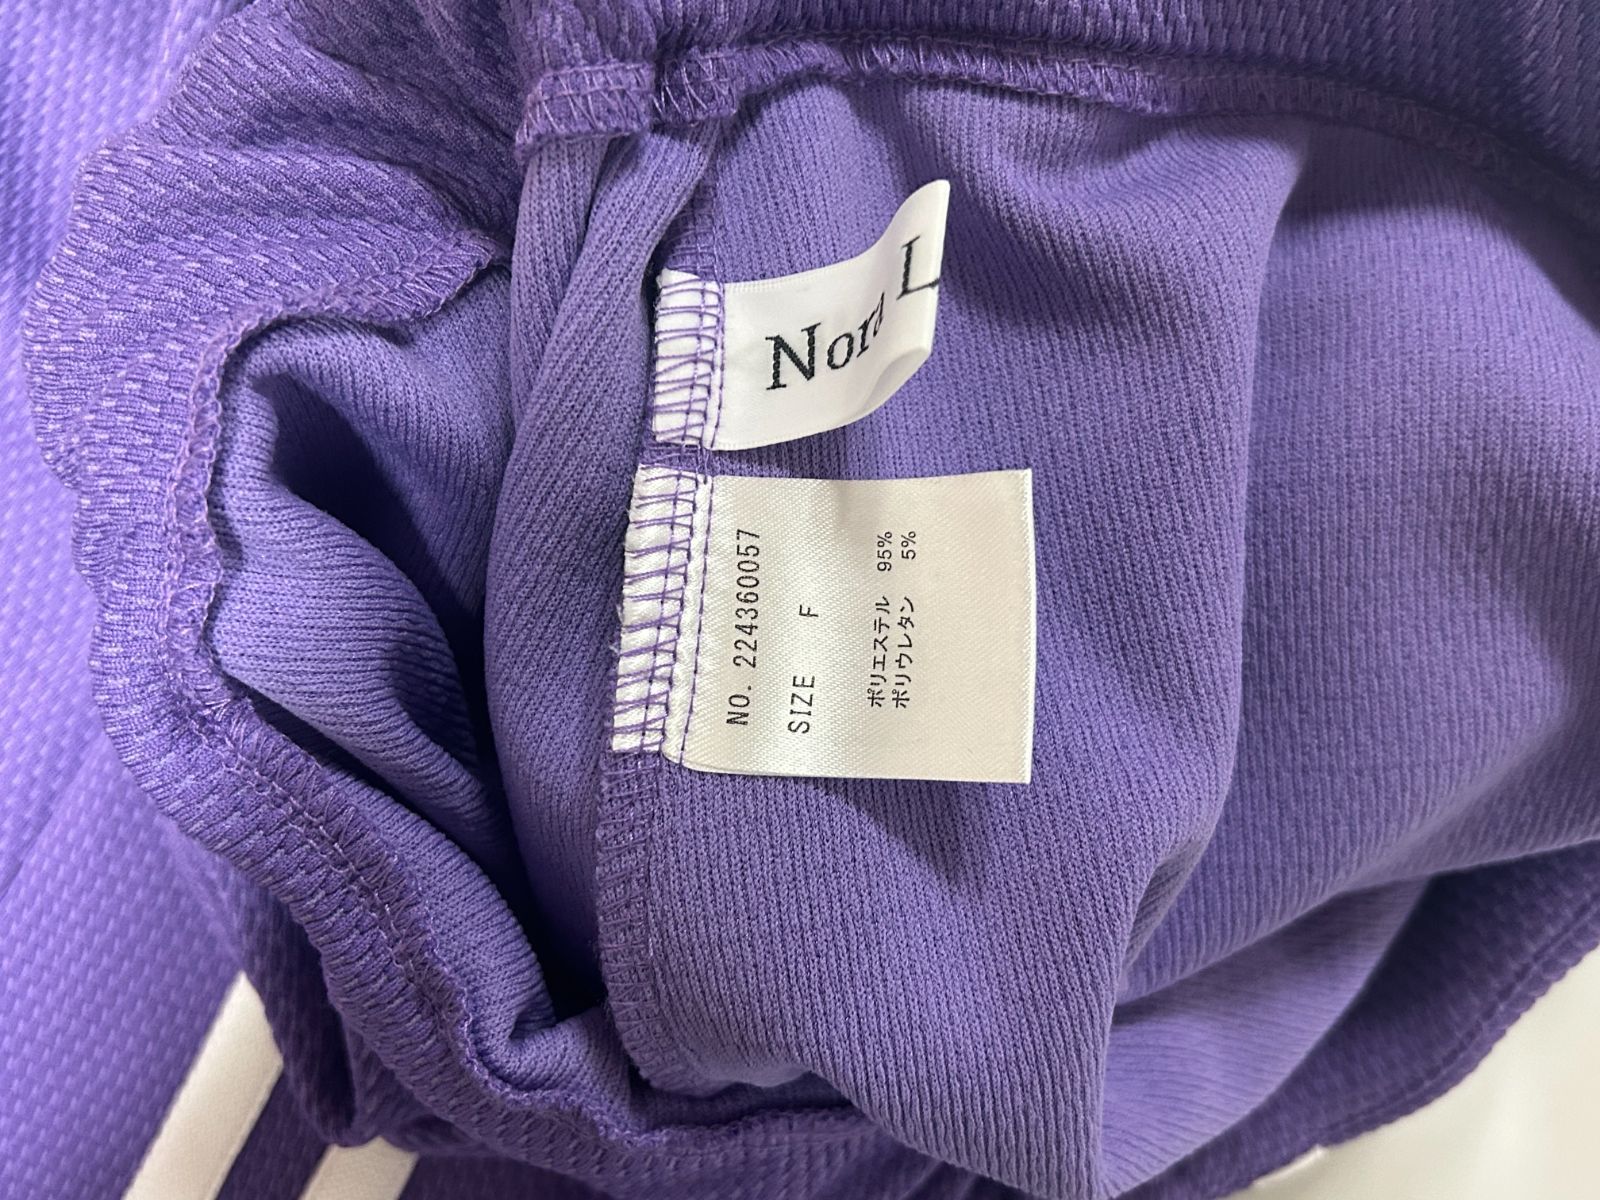 Nora L
NO. 224360057
SIZE F
ポリエステル 95%
ポリウレタン 5%